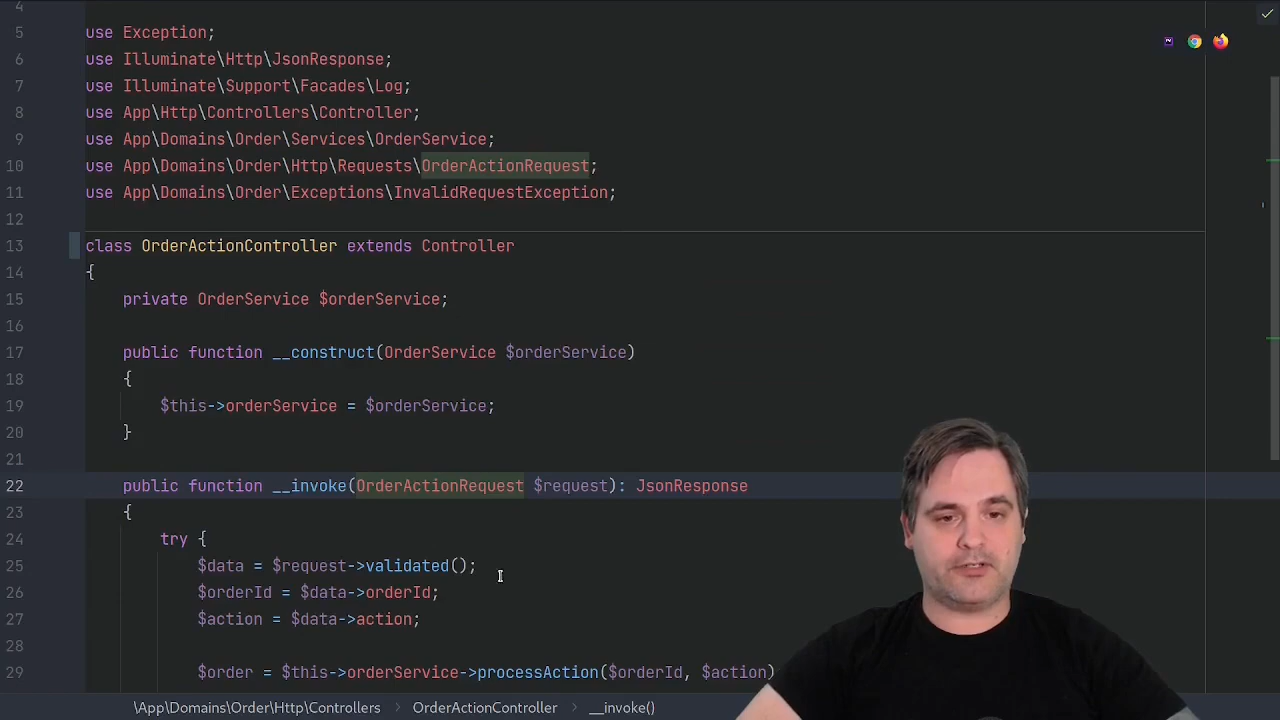 4
5 use Exception;
6 use Illuminate\Http\JsonResponse;
7 use Illuminate\Support\Facades\Log;
8 use App\Http\Controllers\Controller;
9 use App\Domains\Order\Services\OrderService;
10 use App\Domains\Order\Http\Requests\OrderActionRequest;
11 use App\Domains\Order\Exceptions\InvalidRequestException;
12
13 class OrderActionController extends Controller
14 {
15 private OrderService $orderService;
16
17 public function __construct(OrderService $orderService)
18 {
19 $this->orderService = $orderService;
20 }
21
22 public function __invoke(OrderActionRequest $request): JsonResponse
23 {
24 try {
25 $data = $request->validated();
26 $orderId = $data->orderId;
27 $action = $data->action;
28
29 $order = $this->orderService->processAction($orderId, $action)
\App\Domains\Order\Http\Controllers › OrderActionController › __invoke()